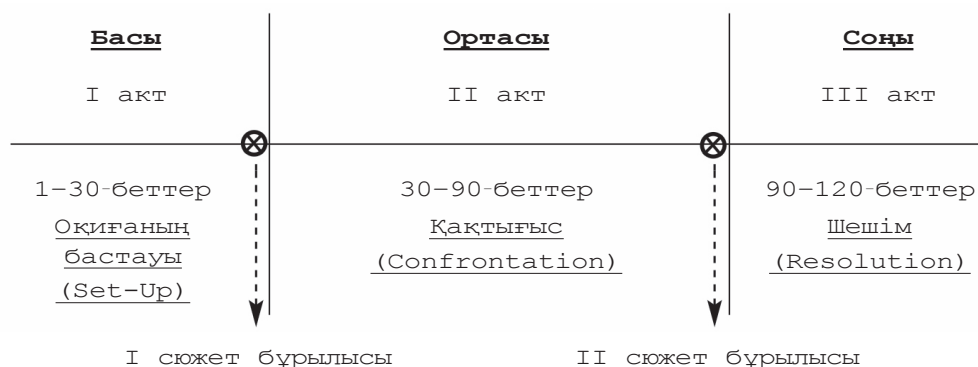 Басы
Ортасы
Соңы
I акт
II акт
III акт
1–30-беттер
30–90-беттер
90–120-беттер
Оқиғаның
бастауы
(Set-Up)
Қақтығыс
(Confrontation)
Шешім
(Resolution)
I сюжет бұрылысы
II сюжет бұрылысы